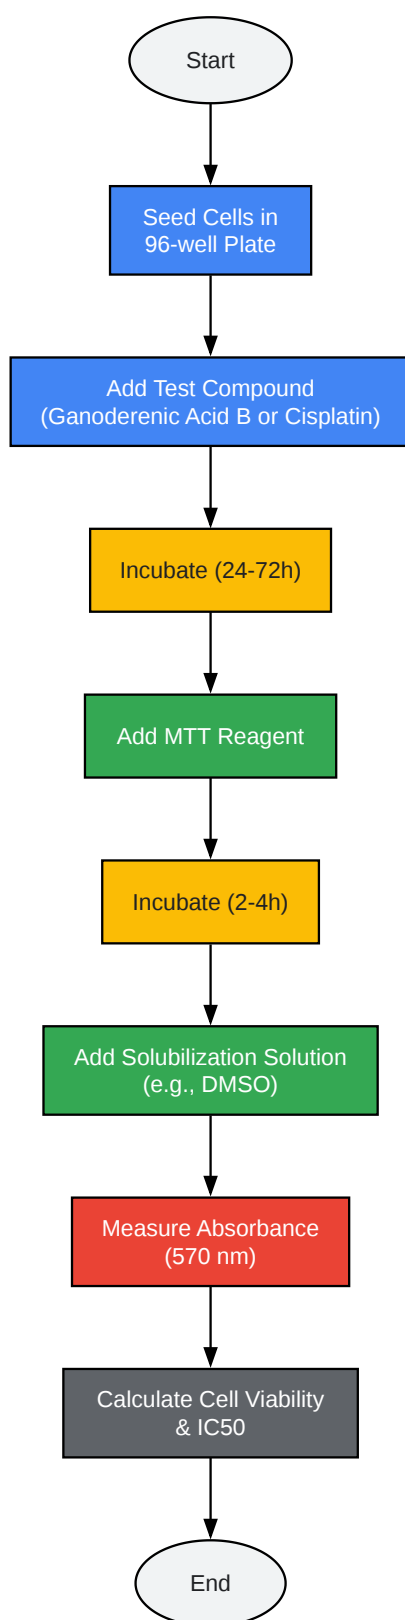 Start
Seed Cells in
96-well Plate
Add Test Compound
(Ganoderenic Acid B or Cisplatin)
Incubate (24-72h)
Add MTT Reagent
Incubate (2-4h)
Add Solubilization Solution
(e.g., DMSO)
Measure Absorbance
(570 nm)
Calculate Cell Viability
& IC50
End